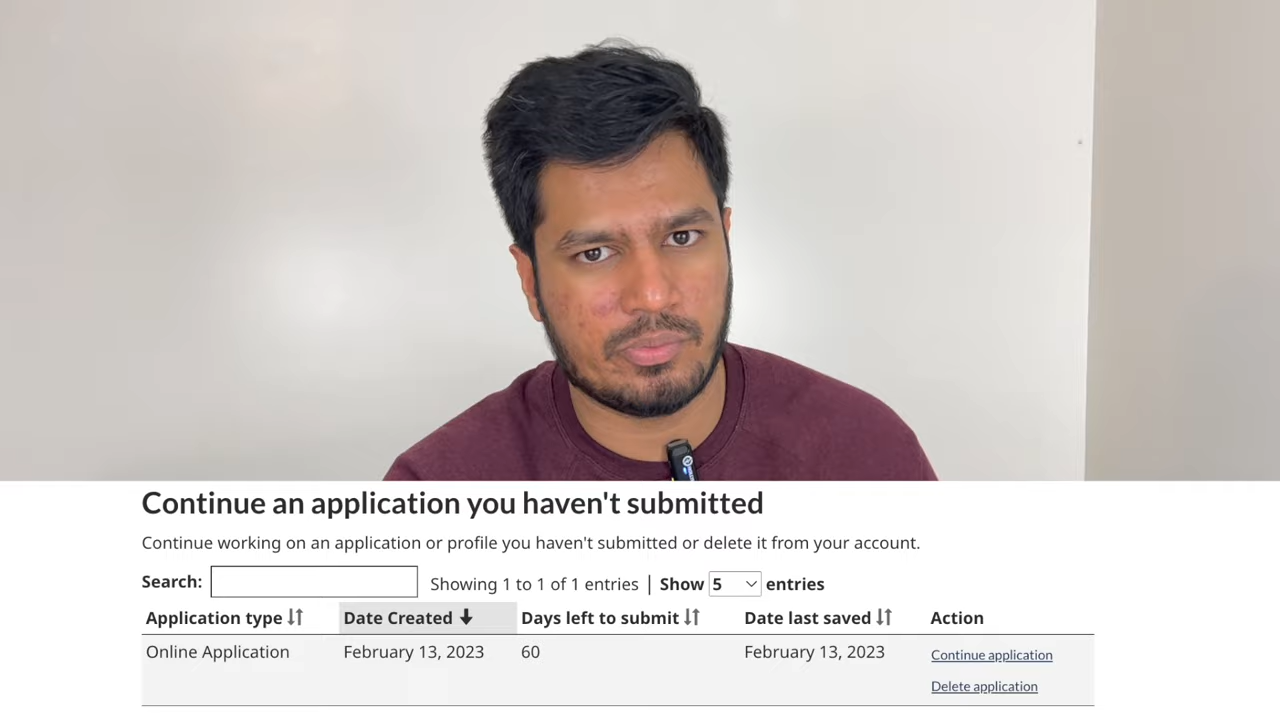 Continue an application you haven't submitted
Continue working on an application or profile you haven't submitted or delete it from your account.
Search: Showing 1 to 1 of 1 entries | Show 5 entries
Application type Date Created Days left to submit Date last saved Action
Online Application February 13, 2023 60 February 13, 2023 Continue application
Delete application